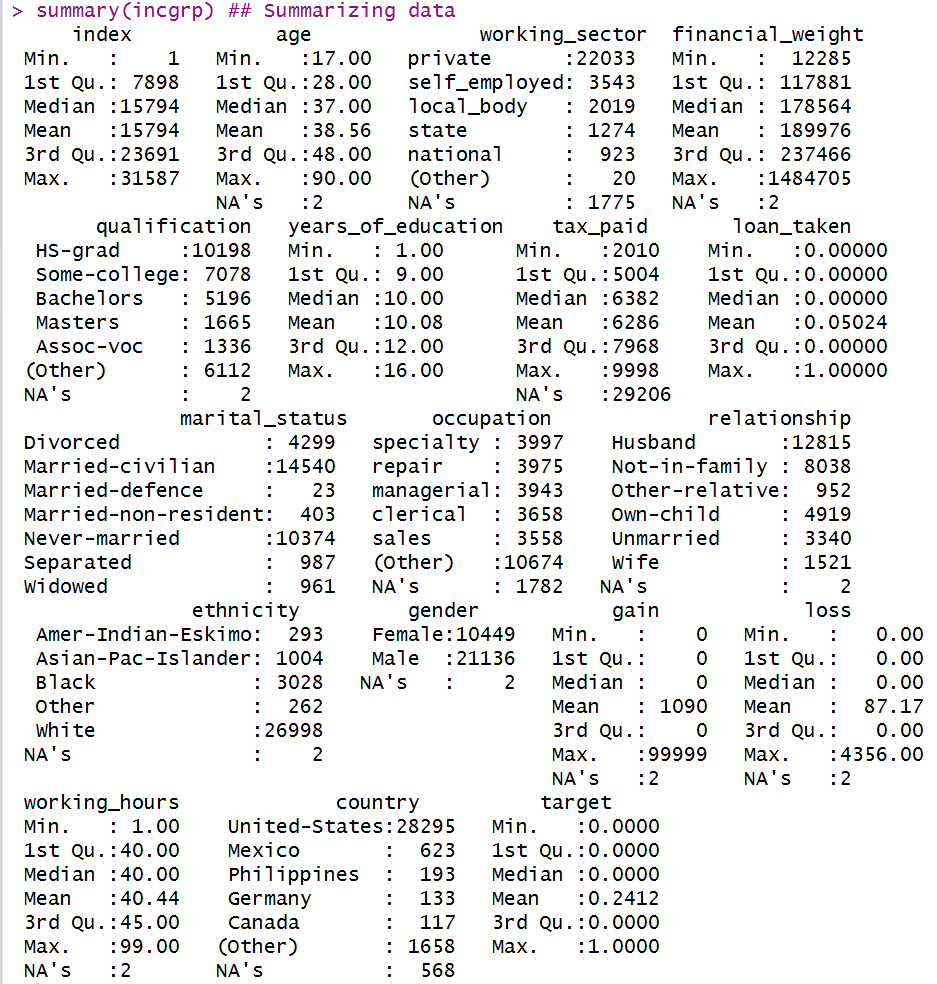 > summary(incgrp) ## Summarizing data
index age working_sector financial_weight
Min. : 1 Min. :17.00 private :22033 Min. : 12285
1st Qu.: 7898 1st Qu.:28.00 self_employed: 3543 1st Qu.: 117881
Median :15794 Median :37.00 local_body : 2019 Median : 178564
Mean :15794 Mean :38.56 state : 1274 Mean : 189976
3rd Qu.:23691 3rd Qu.:48.00 national : 923 3rd Qu.: 237466
Max. :31587 Max. :90.00 (Other) : 20 Max. :1484705
NA's :2 NA's : 1775 NA's :2
qualification years_of_education tax_paid loan_taken
HS-grad :10198 Min. : 1.00 Min. :2010 Min. :0.00000
Some-college: 7078 1st Qu.: 9.00 1st Qu.:5004 1st Qu.:0.00000
Bachelors : 5196 Median :10.00 Median :6382 Median :0.00000
Masters : 1665 Mean :10.08 Mean :6286 Mean :0.05024
Assoc-voc : 1336 3rd Qu.:12.00 3rd Qu.:7968 3rd Qu.:0.00000
(Other) : 6112 Max. :16.00 Max. :9998 Max. :1.00000
NA's : 2 NA's :29206
marital_status occupation relationship
Divorced : 4299 specialty : 3997 Husband :12815
Married-civilian :14540 repair : 3975 Not-in-family : 8038
Married-defence : 23 managerial: 3943 Other-relative: 952
Married-non-resident: 403 clerical : 3658 Own-child : 4919
Never-married :10374 sales : 3558 Unmarried : 3340
Separated : 987 (Other) :10674 Wife : 1521
Widowed : 961 NA's : 1782 NA's : 2
ethnicity gender gain loss
Amer-Indian-Eskimo: 293 Female:10449 Min. : 0 Min. : 0.00
Asian-Pac-Islander: 1004 Male :21136 1st Qu.: 0 1st Qu.: 0.00
Black : 3028 NA's : 2 Median : 0 Median : 0.00
Other : 262 Mean : 1090 Mean : 87.17
White :26998 3rd Qu.: 0 3rd Qu.: 0.00
NA's : 2 Max. :99999 Max. :4356.00
NA's :2 NA's :2
working_hours country target
Min. : 1.00 United-States:28295 Min. :0.0000
1st Qu.:40.00 Mexico : 623 1st Qu.:0.0000
Median :40.00 Philippines : 193 Median :0.0000
Mean :40.44 Germany : 133 Mean :0.2412
3rd Qu.:45.00 Canada : 117 3rd Qu.:0.0000
Max. :99.00 (Other) : 1658 Max. :1.0000
NA's :2 NA's : 568